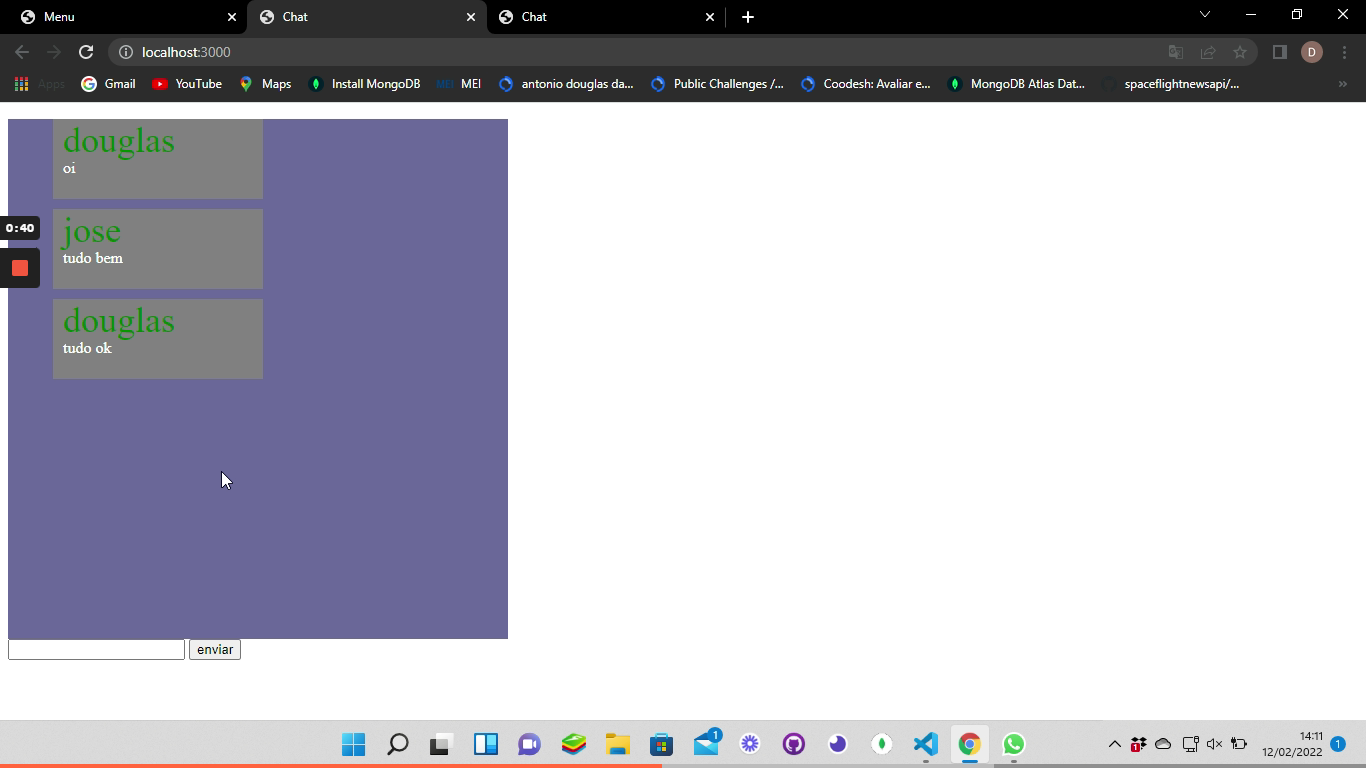 Menu
Chat
Chat
localhost:3000
D
Apps
Gmail
YouTube
Maps
Install MongoDB
MEI MEI
antonio douglas da...
Public Challenges /...
Coodesh: Avaliar e...
MongoDB Atlas Dat...
spaceflightnewsapi/...
douglas
oi
jose
tudo bem
douglas
tudo ok
0:40
enviar
1
1
14:11
12/02/2022
1